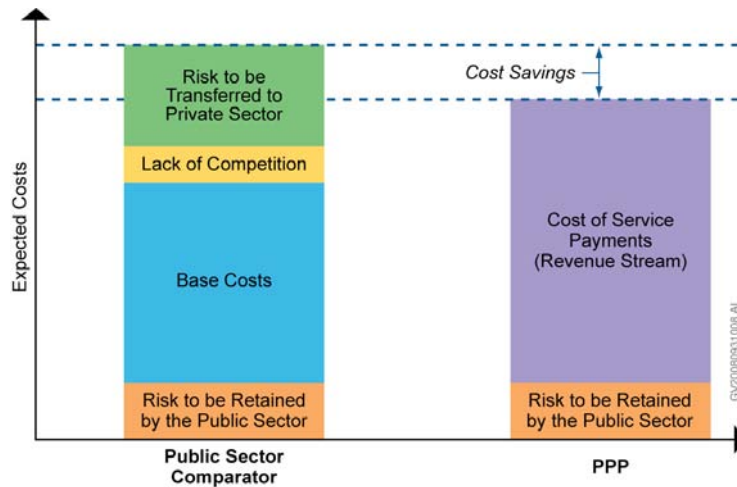 Risk to be
Transferred to
Private Sector
Lack of Competition
Base Costs
Risk to be Retained
by the Public Sector
Cost Savings
Cost of Service
Payments
(Revenue Stream)
Risk to be Retained
by the Public Sector
Expected Costs
Public Sector
Comparator
PPP